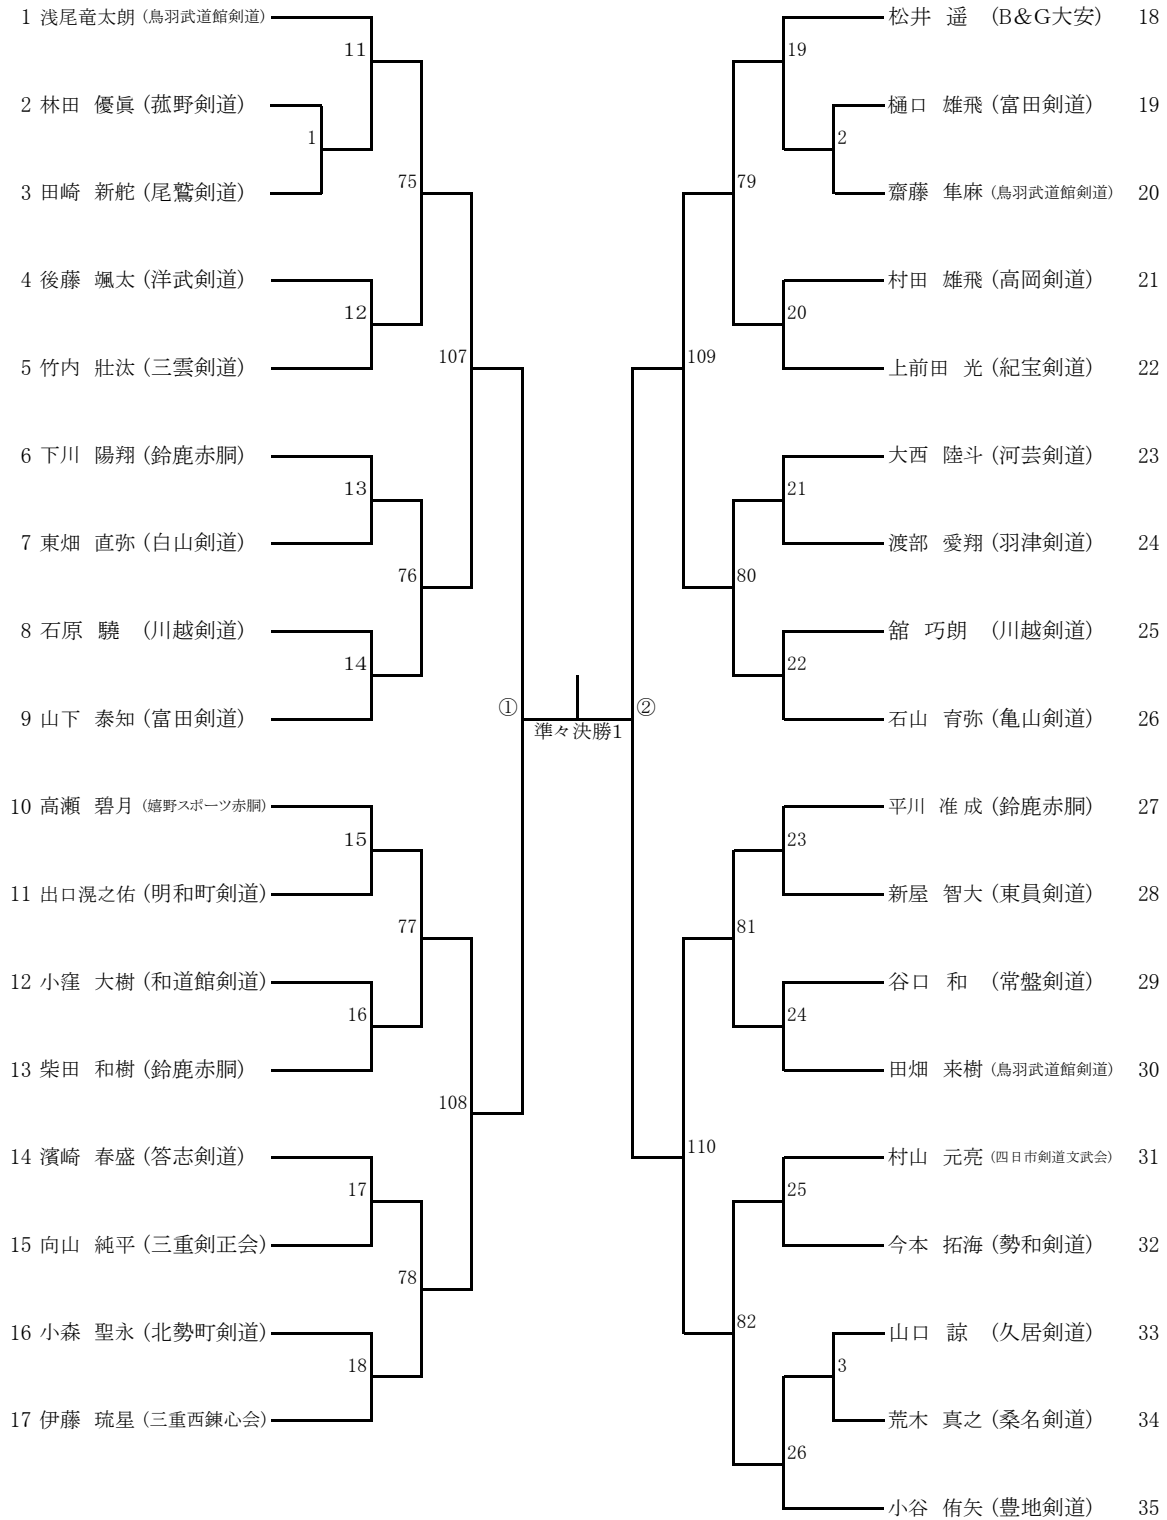 1 浅尾竜太朗 (鳥羽武道館剣道)
11
2 林田 優眞 (菰野剣道)
1
3 田崎 新舵 (尾鷲剣道)
75
4 後藤 颯太 (洋武剣道)
12
5 竹内 壯汰 (三雲剣道)
107
6 下川 陽翔 (鈴鹿赤胴)
13
7 東畑 直弥 (白山剣道)
76
8 石原 驍 (川越剣道)
14
9 山下 泰知 (富田剣道)
①
10 高瀬 碧月 (嬉野スポーツ赤胴)
15
11 出口滉之佑 (明和町剣道)
77
12 小窪 大樹 (和道館剣道)
16
13 柴田 和樹 (鈴鹿赤胴)
108
14 濱崎 春盛 (答志剣道)
17
15 向山 純平 (三重剣正会)
78
16 小森 聖永 (北勢町剣道)
18
17 伊藤 琉星 (三重西錬心会)
準々決勝1
松井 遥 (B&G大安) 18
19
樋口 雄飛 (富田剣道) 19
2
齋藤 隼麻 (鳥羽武道館剣道) 20
79
村田 雄飛 (高岡剣道) 21
20
上前田 光 (紀宝剣道) 22
109
大西 陸斗 (河芸剣道) 23
21
渡部 愛翔 (羽津剣道) 24
80
舘 巧朗 (川越剣道) 25
22
石山 育弥 (亀山剣道) 26
②
平川 准成 (鈴鹿赤胴) 27
23
新屋 智大 (東員剣道) 28
81
谷口 和 (常盤剣道) 29
24
田畑 来樹 (鳥羽武道館剣道) 30
110
村山 元亮 (四日市剣道文武会) 31
25
今本 拓海 (勢和剣道) 32
82
山口 諒 (久居剣道) 33
3
荒木 真之 (桑名剣道) 34
26
小谷 侑矢 (豊地剣道) 35